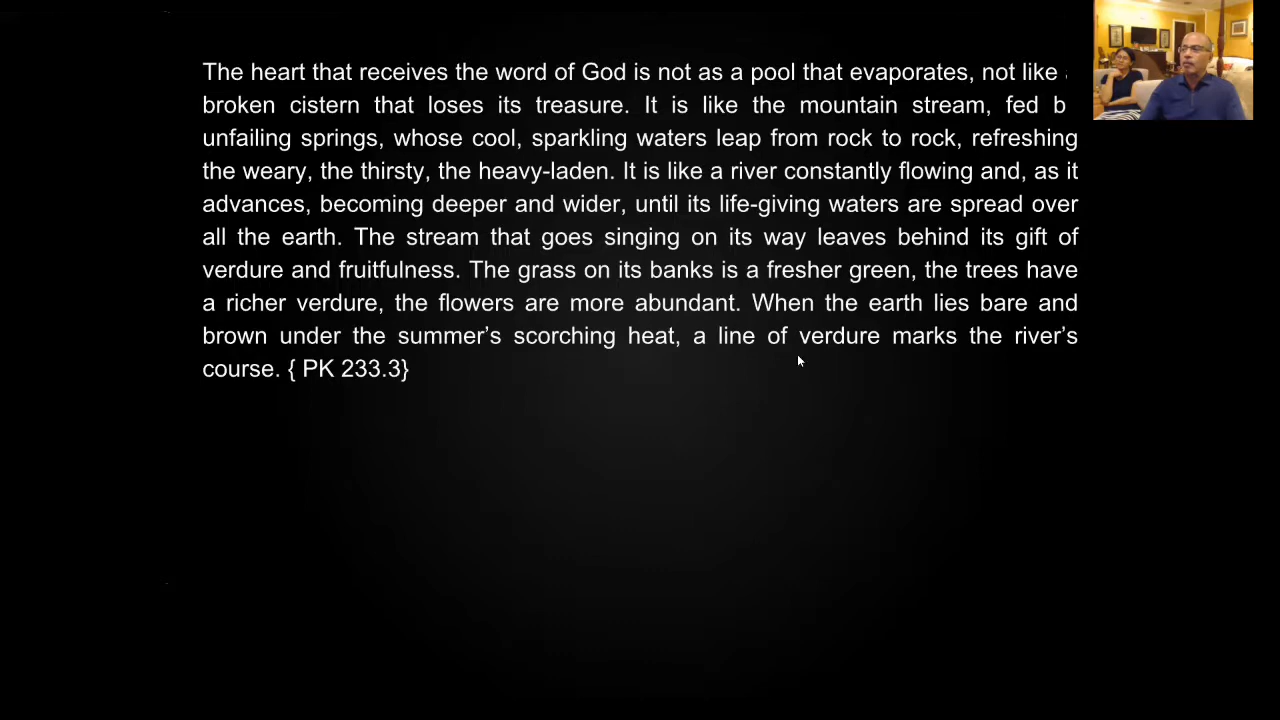 The heart that receives the word of God is not as a pool that evaporates, not like
broken cistern that loses its treasure. It is like the mountain stream, fed b
unfailing springs, whose cool, sparkling waters leap from rock to rock, refreshing
the weary, the thirsty, the heavy-laden. It is like a river constantly flowing and, as it
advances, becoming deeper and wider, until its life-giving waters are spread over
all the earth. The stream that goes singing on its way leaves behind its gift of
verdure and fruitfulness. The grass on its banks is a fresher green, the trees have
a richer verdure, the flowers are more abundant. When the earth lies bare and
brown under the summer’s scorching heat, a line of verdure marks the river’s
course. { PK 233.3}